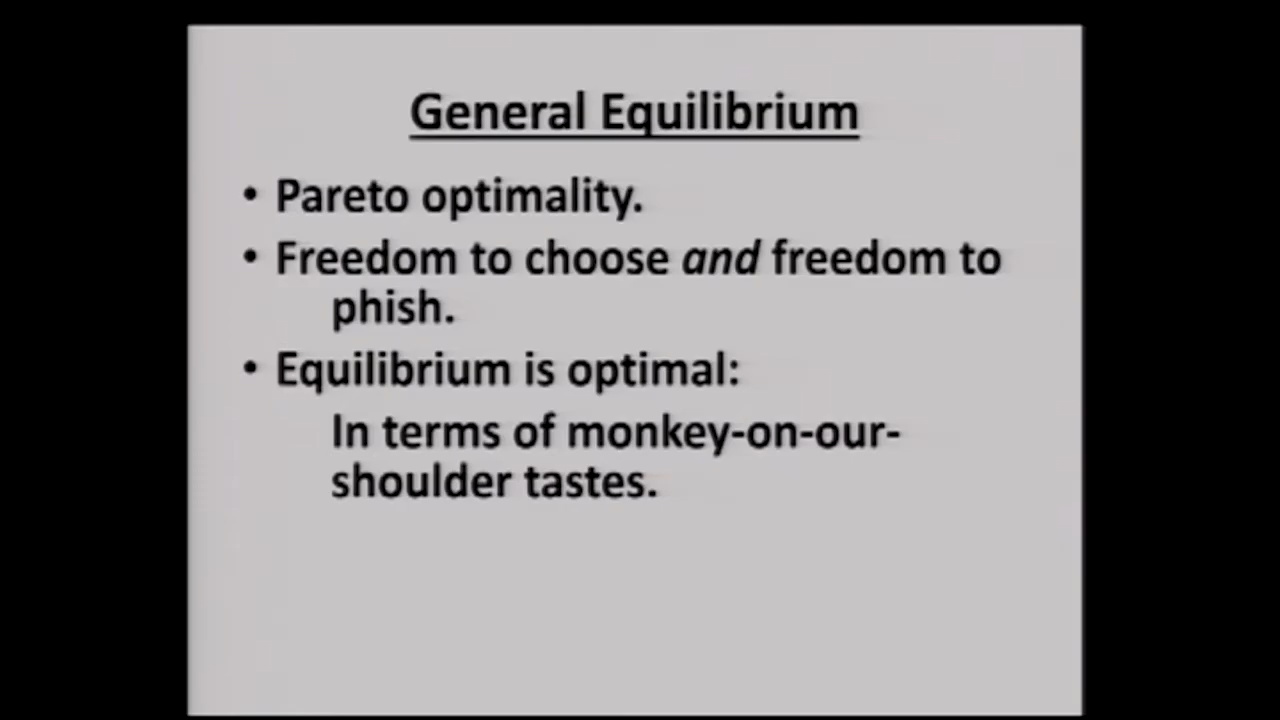 General Equilibrium
• Pareto optimality.
• Freedom to choose and freedom to
phish.
• Equilibrium is optimal:
In terms of monkey-on-our-
shoulder tastes.